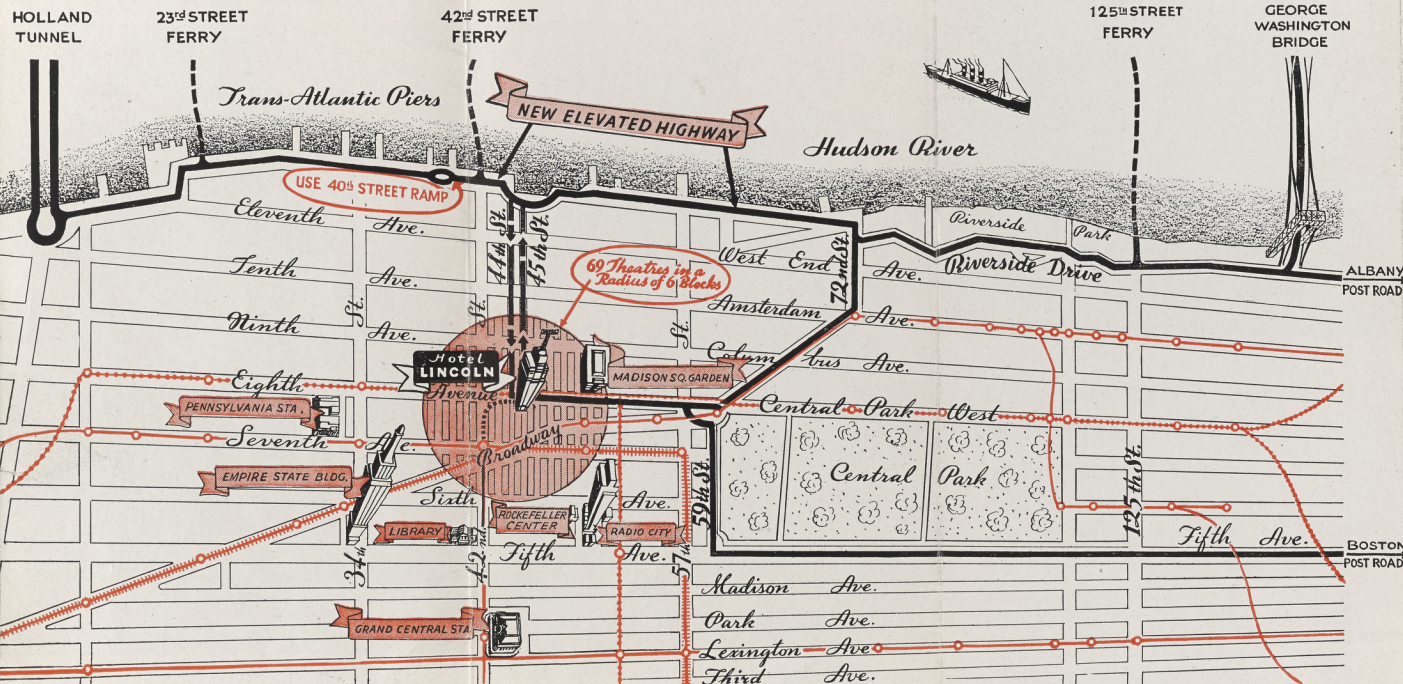 HOLLAND
TUNNEL
23rd STREET
FERRY
42nd STREET
FERRY
125TH STREET
FERRY
GEORGE
WASHINGTON
BRIDGE
Trans-Atlantic Piers
NEW ELEVATED HIGHWAY
Hudson River
USE 40th STREET RAMP
Eleventh Ave.
44th St.
45th St.
Riverside Park
West End Ave.
Riverside Drive
72nd St.
ALBANY
POST ROAD
69 Theatres in a
Radius of 6 Blocks
Tenth Ave.
Amsterdam Ave.
St.
St.
St.
Ninth Ave.
Columbus Ave.
Hotel
LINCOLN
MADISON SQ. GARDEN
Eighth Avenue
Central Park West
PENNSYLVANIA STA.
Seventh Ave.
Broadway
EMPIRE STATE BLDG.
Central Park
59th St.
125th St.
Sixth Ave.
ROCKEFELLER
CENTER
RADIO CITY
LIBRARY
34th
42nd
57th
Fifth Ave.
Fifth Ave.
BOSTON
POST ROAD
Madison Ave.
Park Ave.
GRAND CENTRAL STA.
Lexington Ave.
Third Ave.